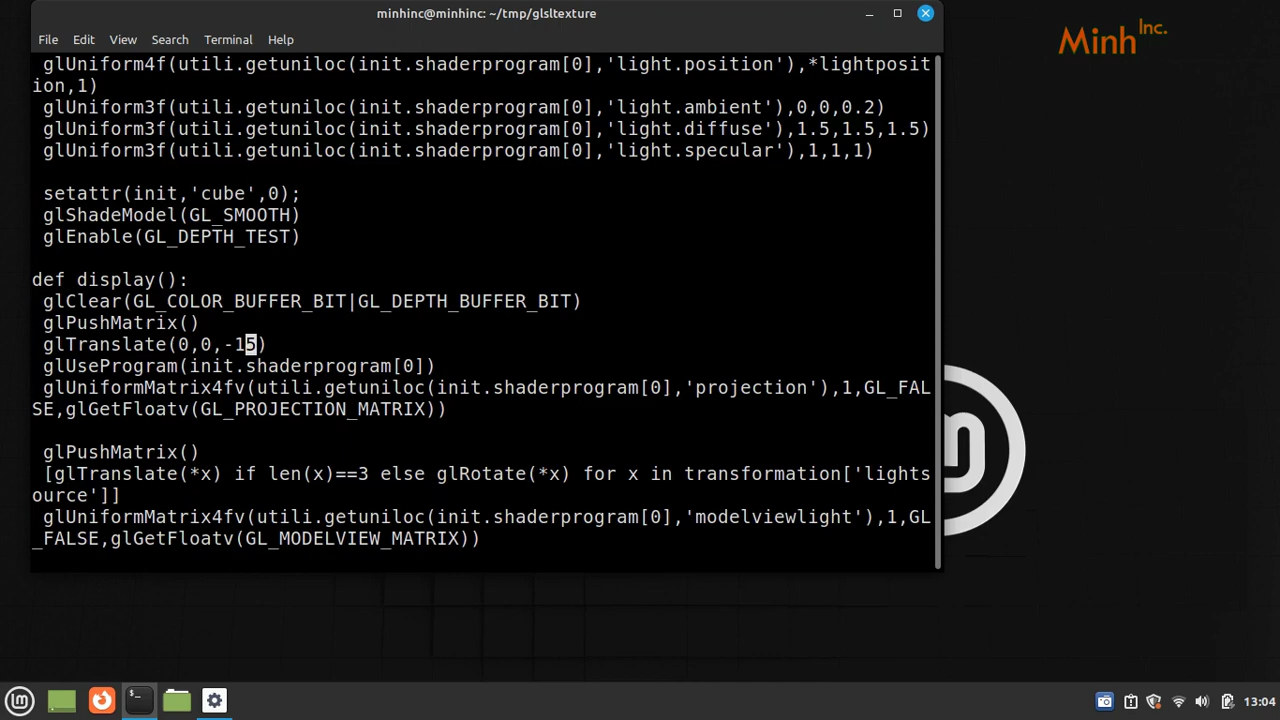 minhinc@minhinc: ~/tmp/glsltexture
Minh Inc.
File Edit View Search Terminal Help
glUniform4f(utili.getuniloc(init.shaderprogram[0],'light.position'),*lightposit
ion,1)
glUniform3f(utili.getuniloc(init.shaderprogram[0],'light.ambient'),0,0,0.2)
glUniform3f(utili.getuniloc(init.shaderprogram[0],'light.diffuse'),1.5,1.5,1.5)
glUniform3f(utili.getuniloc(init.shaderprogram[0],'light.specular'),1,1,1)
setattr(init,'cube',0);
glShadeModel(GL_SMOOTH)
glEnable(GL_DEPTH_TEST)
def display():
glClear(GL_COLOR_BUFFER_BIT|GL_DEPTH_BUFFER_BIT)
glPushMatrix()
glTranslate(0,0,-15)
glUseProgram(init.shaderprogram[0])
glUniformMatrix4fv(utili.getuniloc(init.shaderprogram[0],'projection'),1,GL_FAL
SE,glGetFloatv(GL_PROJECTION_MATRIX))
glPushMatrix()
[glTranslate(*x) if len(x)==3 else glRotate(*x) for x in transformation['lights
ource']]
glUniformMatrix4fv(utili.getuniloc(init.shaderprogram[0],'modelviewlight'),1,GL
_FALSE,glGetFloatv(GL_MODELVIEW_MATRIX))
13:04